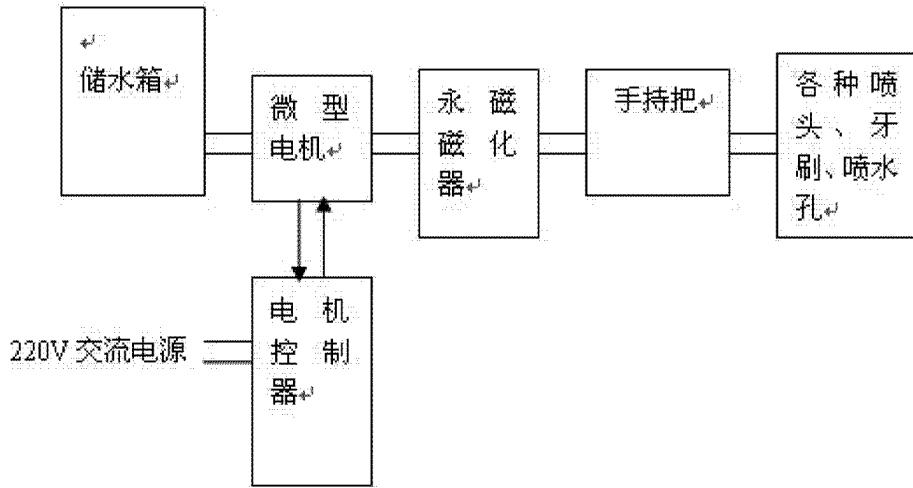 储水箱
微型
电机
永磁
磁化
器
手持把
各种喷
头、牙
刷、喷水
孔
电机
控制
器
220V 交流电源